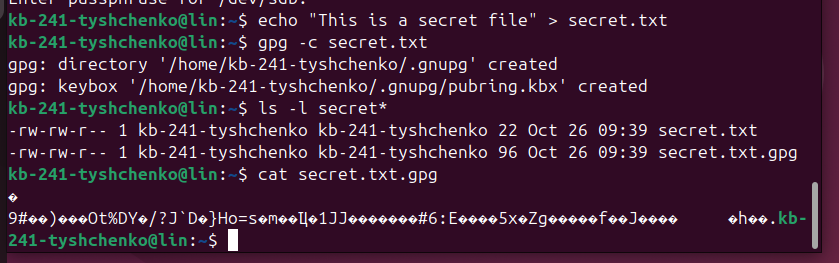 Enter passphrase for /dev/sdb:
kb-241-tyshchenko@lin:~$ echo "This is a secret file" > secret.txt
kb-241-tyshchenko@lin:~$ gpg -c secret.txt
gpg: directory '/home/kb-241-tyshchenko/.gnupg' created
gpg: keybox '/home/kb-241-tyshchenko/.gnupg/pubring.kbx' created
kb-241-tyshchenko@lin:~$ ls -l secret*
-rw-rw-r-- 1 kb-241-tyshchenko kb-241-tyshchenko 22 Oct 26 09:39 secret.txt
-rw-rw-r-- 1 kb-241-tyshchenko kb-241-tyshchenko 96 Oct 26 09:39 secret.txt.gpg
kb-241-tyshchenko@lin:~$ cat secret.txt.gpg
�
9#��)���Ot%DY�/?J`D�}Ho=s�m��Ҵ�1JJ�������#6:E����5x�Zg�����f��J���� �h��.kb-
241-tyshchenko@lin:~$